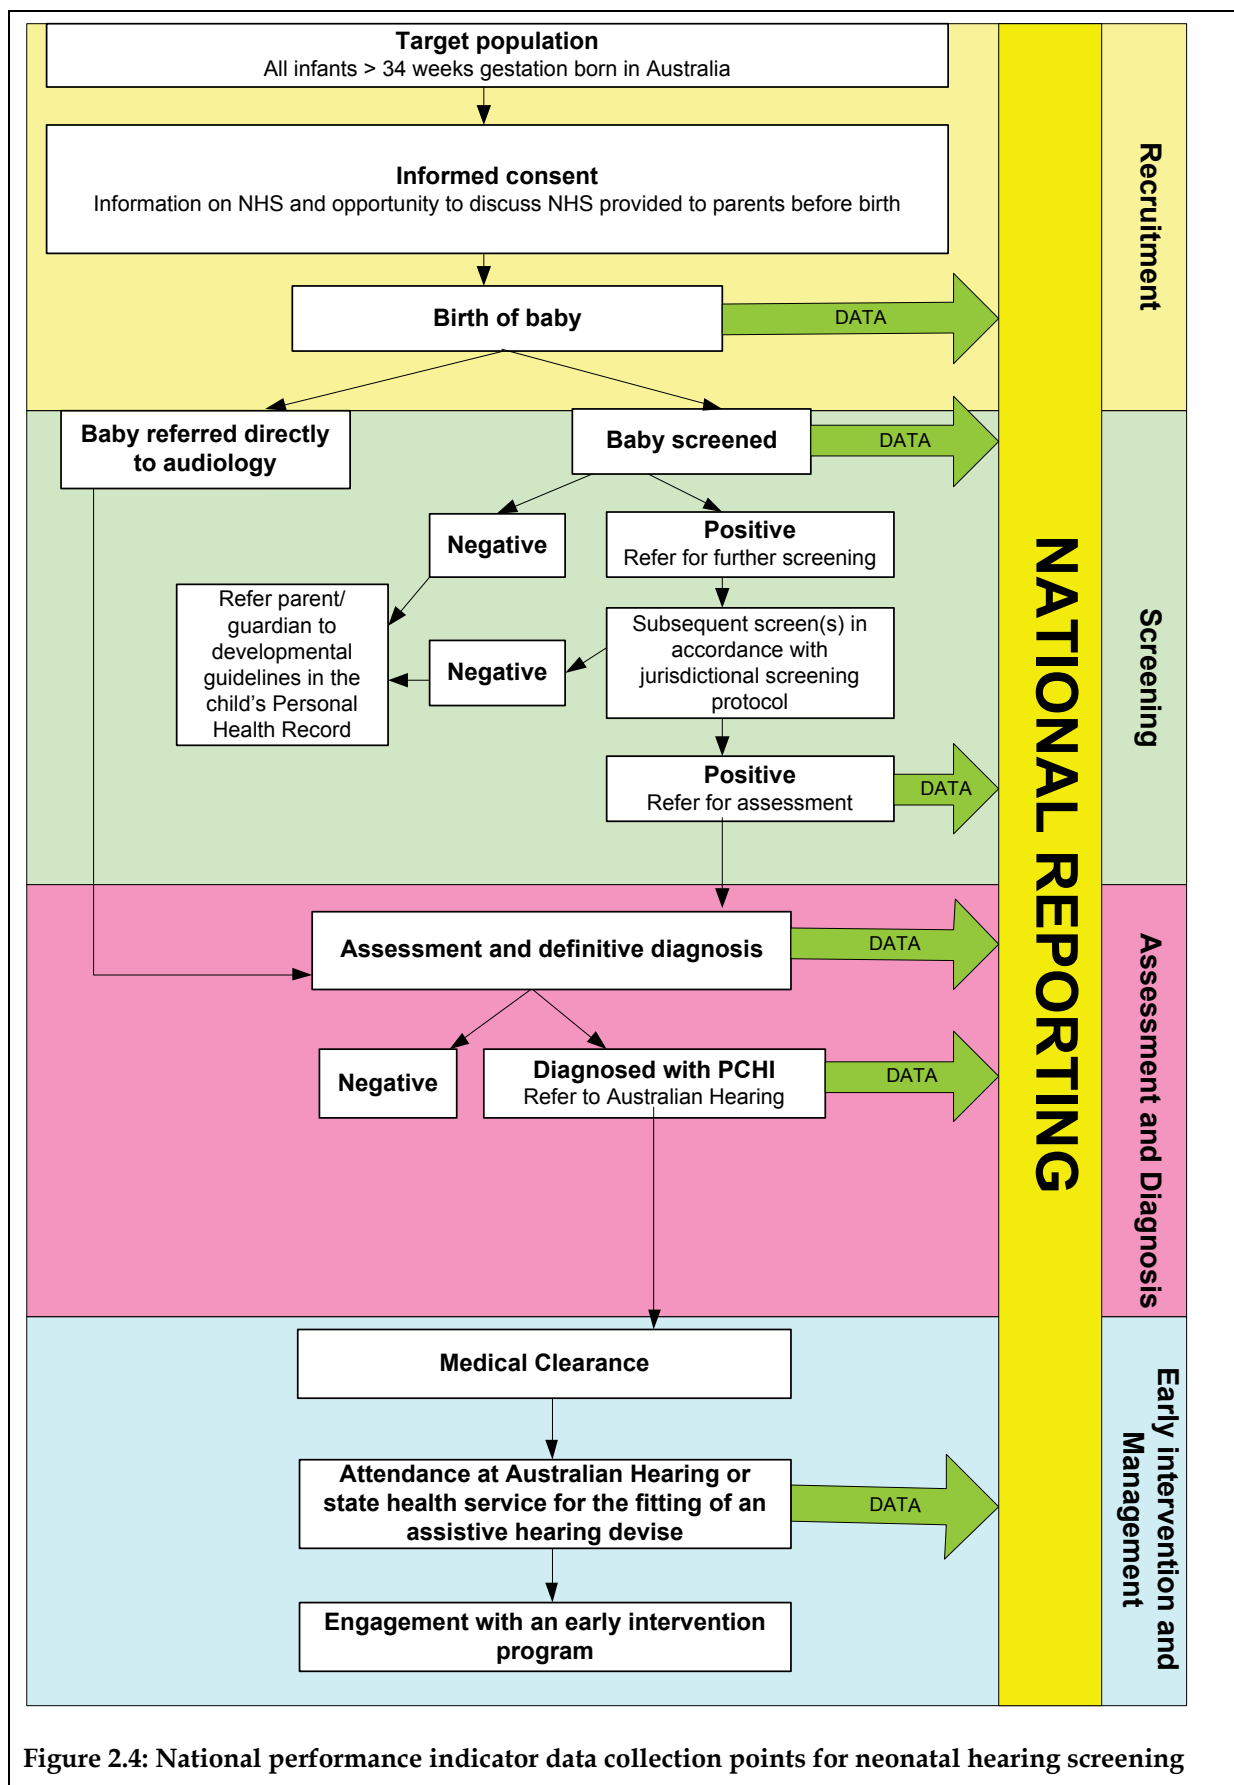 Target population
All infants > 34 weeks gestation born in Australia
Informed consent
Information on NHS and opportunity to discuss NHS provided to parents before birth
Recruitment
Birth of baby
DATA
Baby referred directly
to audiology
Baby screened
DATA
Negative
Positive
Refer for further screening
Refer parent/
guardian to
developmental
guidelines in the
child's Personal
Health Record
Negative
Subsequent screen(s) in
accordance with
jurisdictional screening
protocol
Screening
Positive
Refer for assessment
DATA
NATIONAL REPORTING
Assessment and definitive diagnosis
DATA
Negative
Diagnosed with PCHI
Refer to Australian Hearing
DATA
Assessment and Diagnosis
Medical Clearance
Attendance at Australian Hearing or
state health service for the fitting of an
assistive hearing devise
DATA
Engagement with an early intervention
program
Early intervention and
Management
Figure 2.4: National performance indicator data collection points for neonatal hearing screening